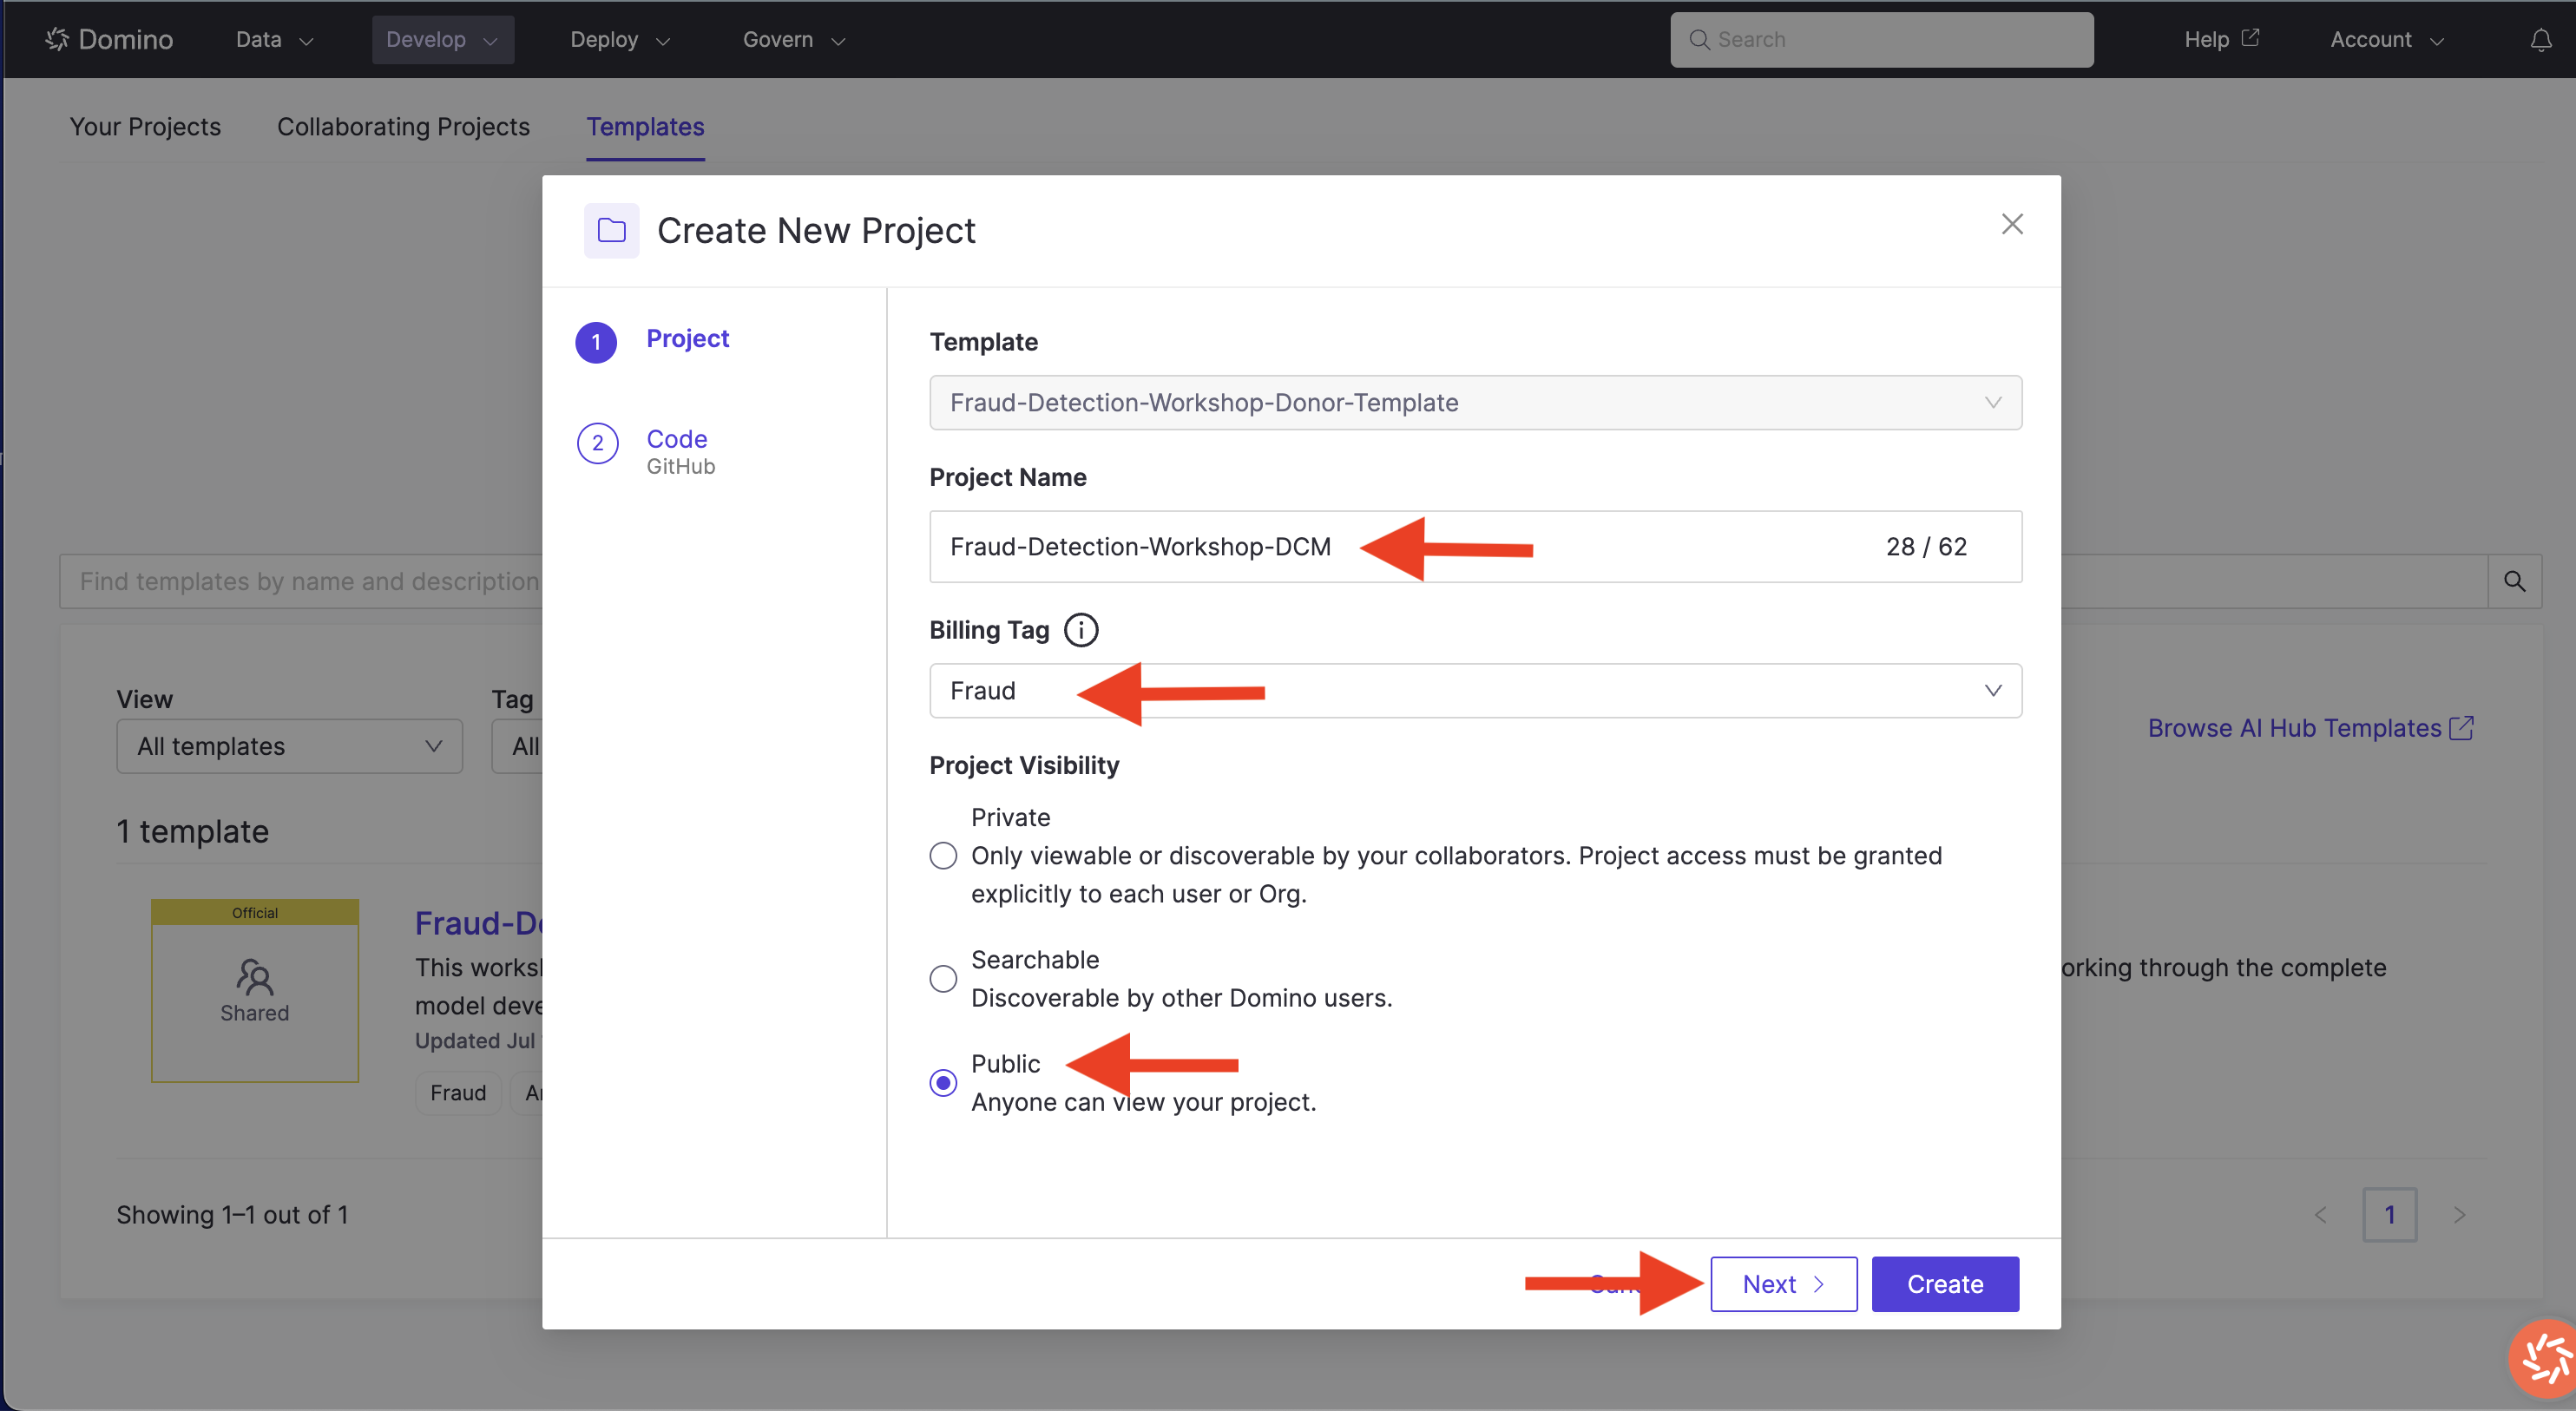 Domino
Data
Develop
Deploy
Govern
Search
Help
Account
Your Projects
Collaborating Projects
Templates
Create New Project
1
Project
2
Code
GitHub
Template
Fraud-Detection-Workshop-Donor-Template
Project Name
Fraud-Detection-Workshop-DCM
28 / 62
Billing Tag
Fraud
Project Visibility
Private
Only viewable or discoverable by your collaborators. Project access must be granted
explicitly to each user or Org.
Searchable
Discoverable by other Domino users.
Public
Anyone can view your project.
Next
Create
Find templates by name and description
View
Tag
All templates
All
Browse AI Hub Templates
1 template
Official
Shared
Fraud-De
This works
model deve
orking through the complete
Updated Jul
Fraud
Showing 1–1 out of 1
1